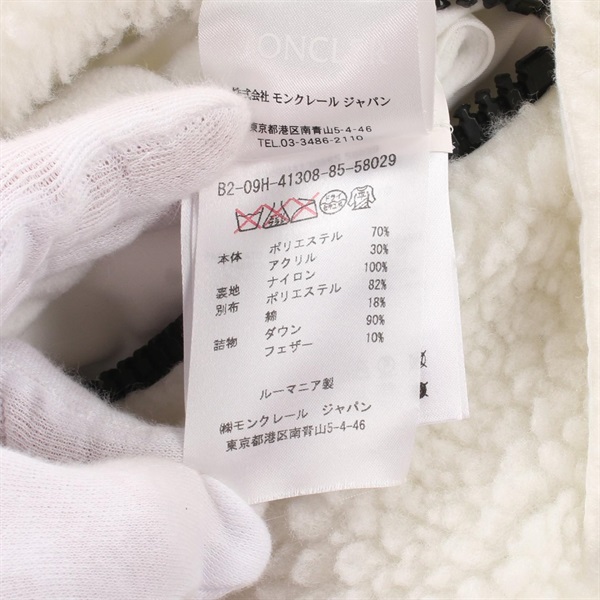 MONCLER
株式会社 モンクレール ジャパン
東京都港区南青山5-4-46
TEL.03-3486-2110
B2-09H-41308-85-58029
本体 ポリエステル 70%
アクリル 30%
裏地 ナイロン 100%
別布 ポリエステル 82%
綿 18%
詰物 ダウン 90%
フェザー 10%
ルーマニア製
㈱モンクレール ジャパン
東京都港区南青山5-4-46